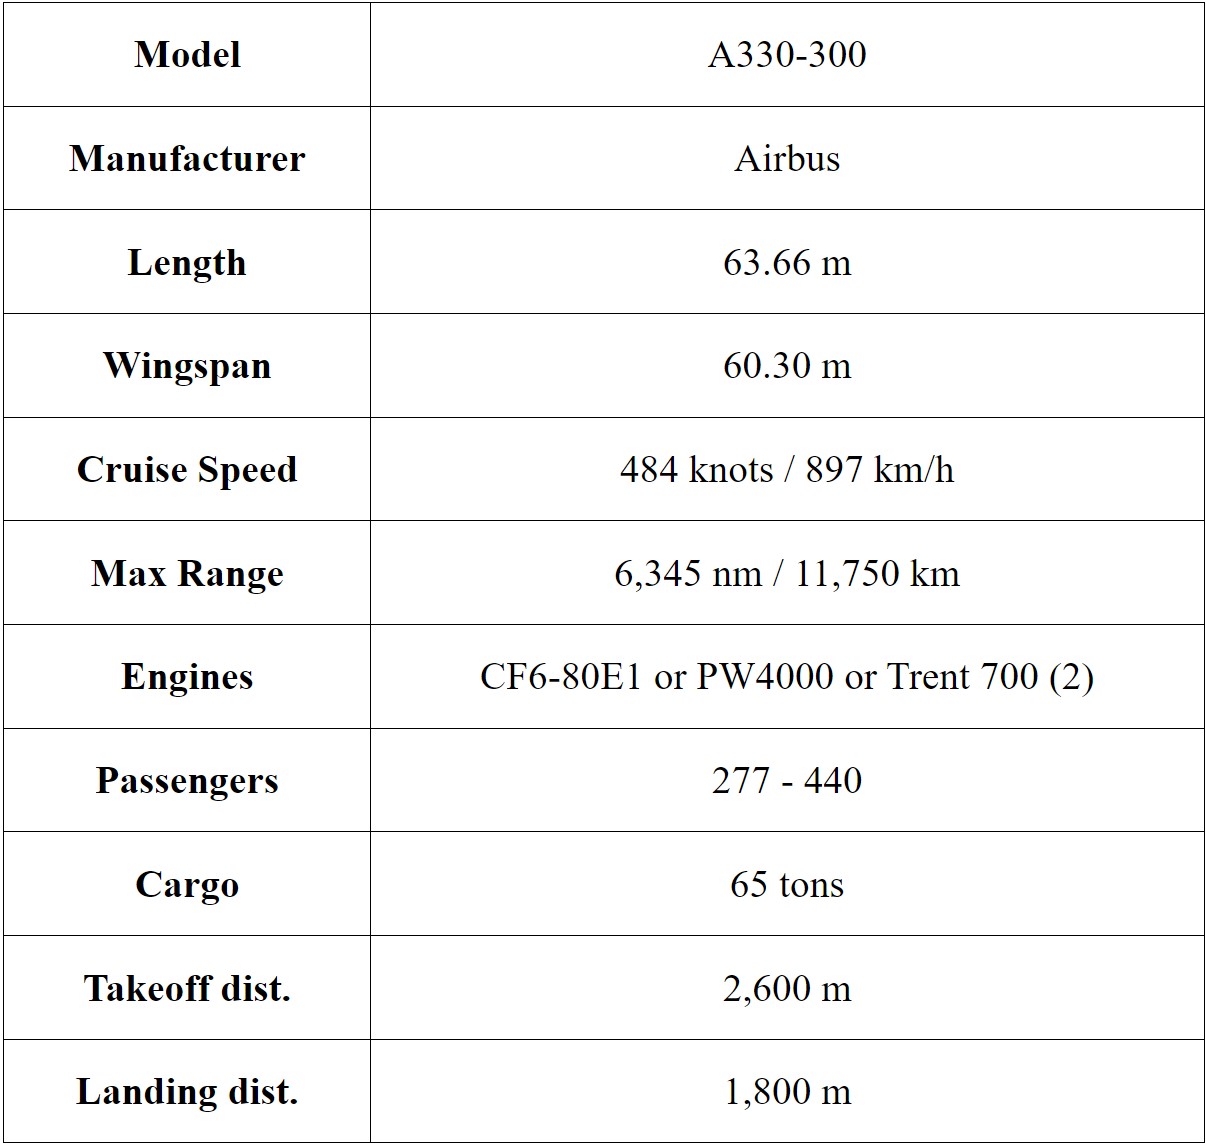 Model A330-300
Manufacturer Airbus
Length 63.66 m
Wingspan 60.30 m
Cruise Speed 484 knots / 897 km/h
Max Range 6,345 nm / 11,750 km
Engines CF6-80E1 or PW4000 or Trent 700 (2)
Passengers 277 - 440
Cargo 65 tons
Takeoff dist. 2,600 m
Landing dist. 1,800 m